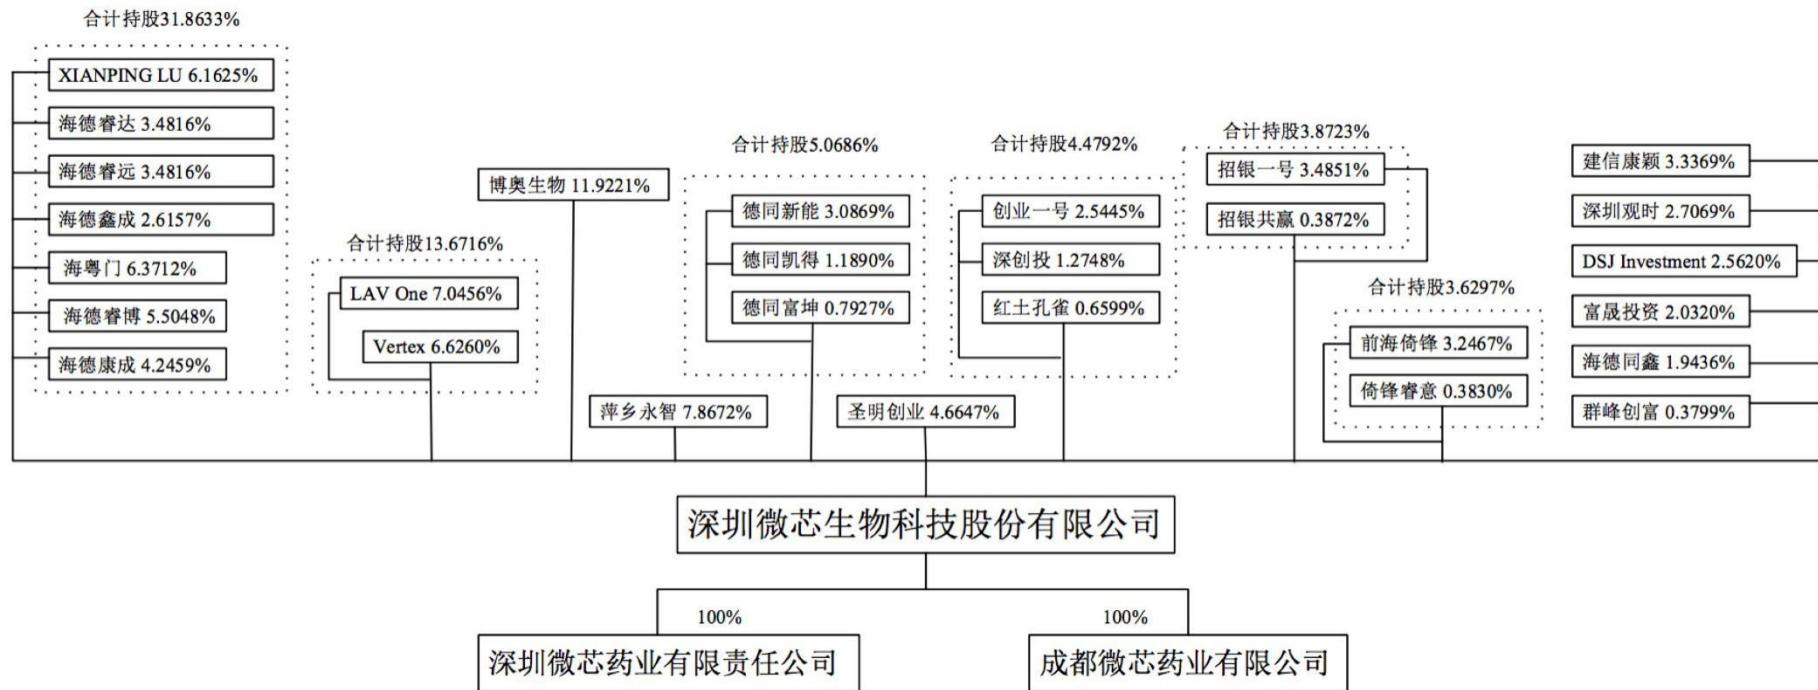 合计持股31.8633%
XIANPING LU 6.1625%
海德睿达 3.4816%
海德睿远 3.4816%
海德鑫成 2.6157%
海粤门 6.3712%
海德睿博 5.5048%
海德康成 4.2459%
合计持股13.6716%
LAV One 7.0456%
Vertex 6.6260%
博奥生物 11.9221%
萍乡永智 7.8672%
合计持股5.0686%
德同新能 3.0869%
德同凯得 1.1890%
德同富坤 0.7927%
圣明创业 4.6647%
合计持股4.4792%
创业一号 2.5445%
深创投 1.2748%
红土孔雀 0.6599%
合计持股3.8723%
招银一号 3.4851%
招银共赢 0.3872%
合计持股3.6297%
前海倚锋 3.2467%
倚锋睿意 0.3830%
建信康颖 3.3369%
深圳观时 2.7069%
DSJ Investment 2.5620%
富晟投资 2.0320%
海德同鑫 1.9436%
群峰创富 0.3799%
深圳微芯生物科技股份有限公司
100%
100%
深圳微芯药业有限责任公司
成都微芯药业有限公司